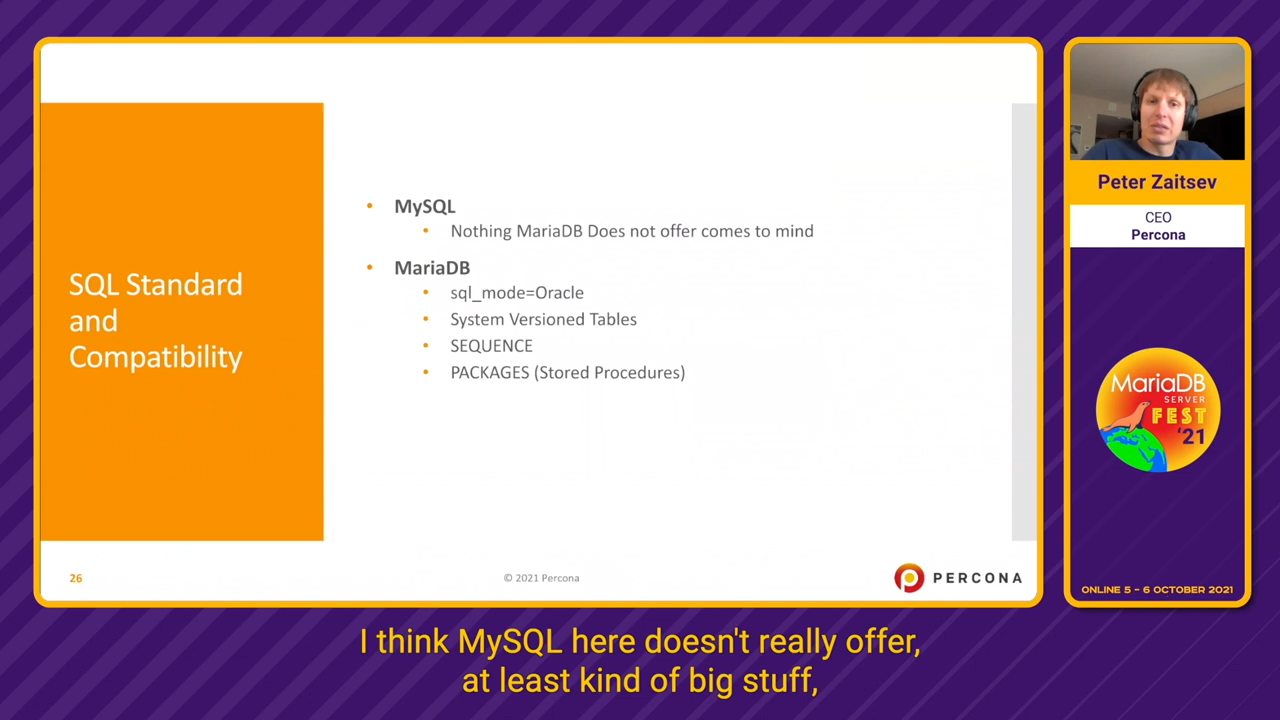 SQL Standard
and
Compatibility
• MySQL
• Nothing MariaDB Does not offer comes to mind
• MariaDB
• sql_mode=Oracle
• System Versioned Tables
• SEQUENCE
• PACKAGES (Stored Procedures)
26
© 2021 Percona
PERCONA
Peter Zaitsev
CEO
Percona
MariaDB
SERVER
FEST
'21
ONLINE 5 – 6 OCTOBER 2021
I think MySQL here doesn't really offer,
at least kind of big stuff,